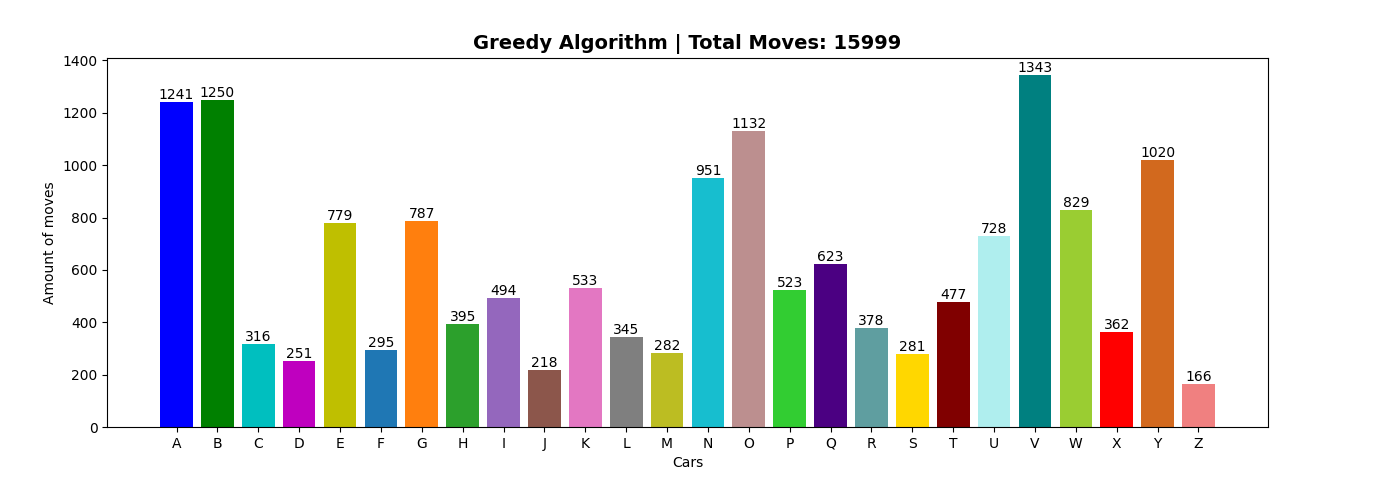 Greedy Algorithm | Total Moves: 15999
1400
1200
1000
800
600
400
200
0
Amount of moves
1241 1250 316 251 779 295 787 395 494 218 533 345 282 951 1132 523 623 378 281 477 728 1343 829 362 1020 166
A B C D E F G H I J K L M N O P Q R S T U V W X Y Z
Cars